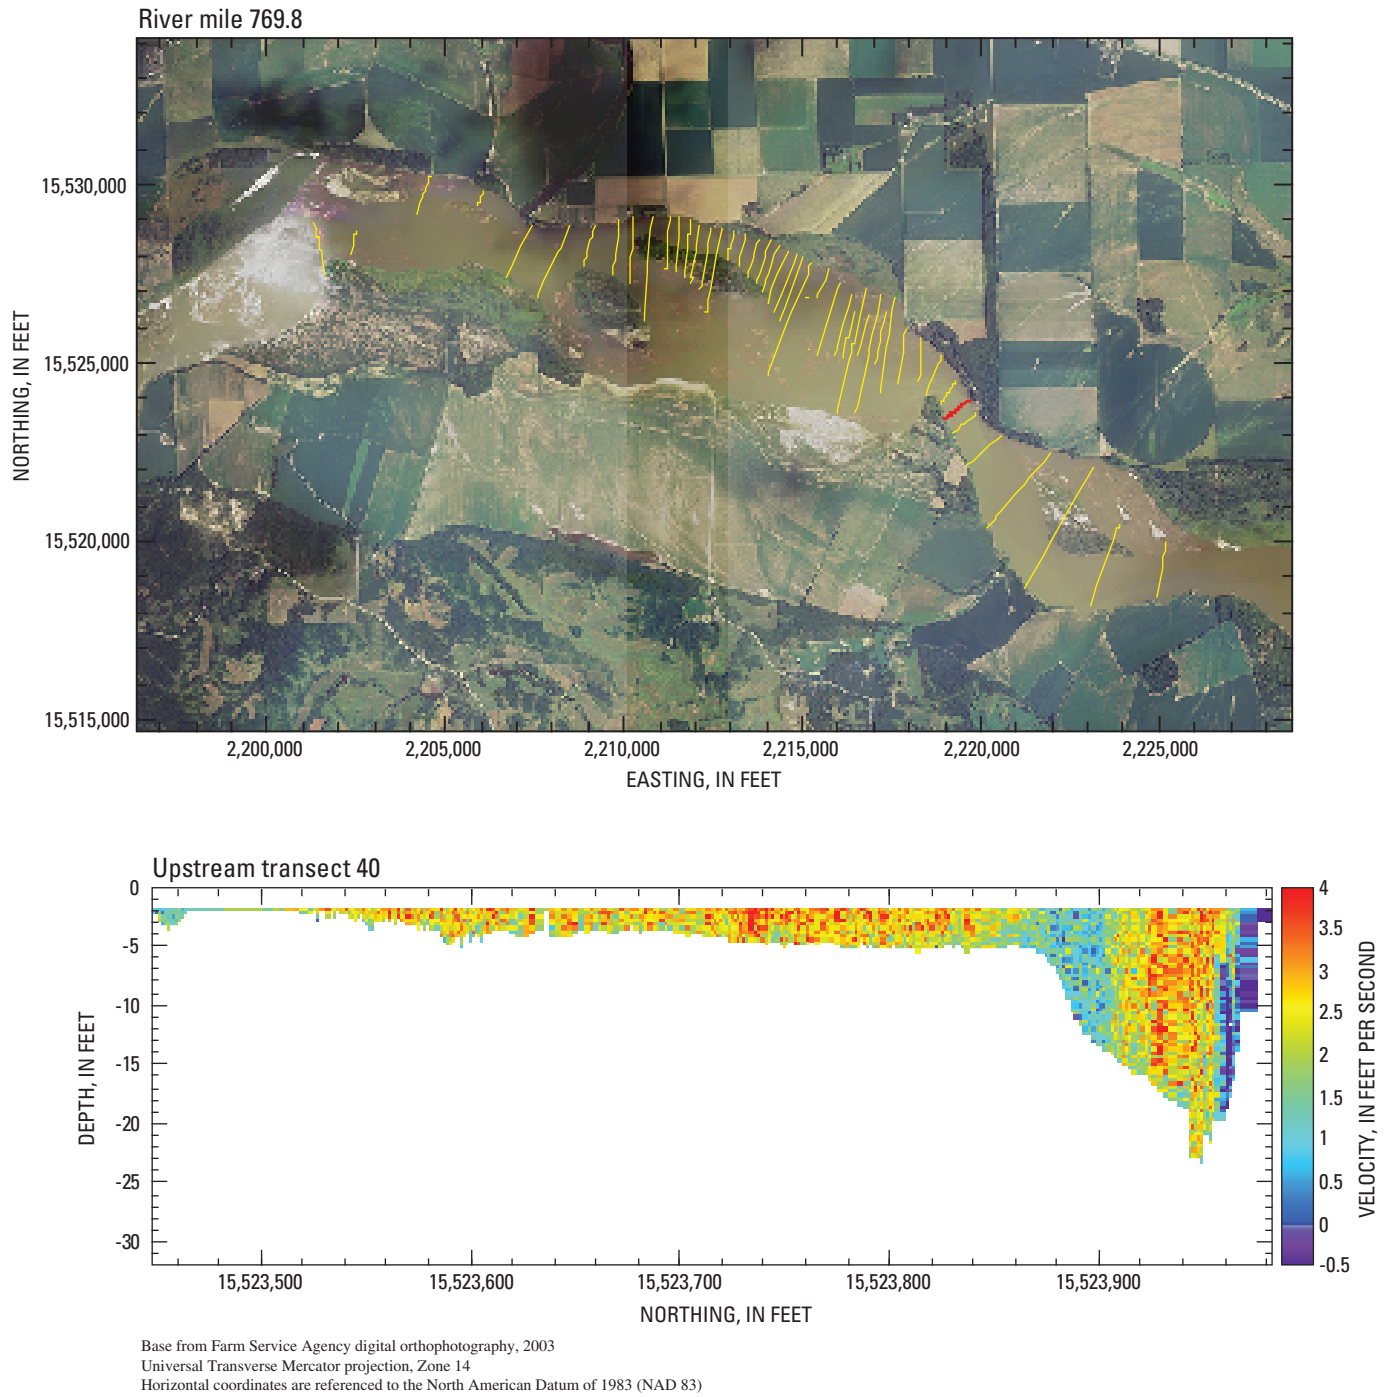 River mile 769.8
15,530,000
15,525,000
15,520,000
15,515,000
NORTHING, IN FEET
2,200,000 2,205,000 2,210,000 2,215,000 2,220,000 2,225,000
EASTING, IN FEET
Upstream transect 40
0
-5
-10
-15
-20
-25
-30
DEPTH, IN FEET
4
3.5
3
2.5
2
1.5
1
0.5
0
-0.5
VELOCITY, IN FEET PER SECOND
15,523,500 15,523,600 15,523,700 15,523,800 15,523,900
NORTHING, IN FEET
Base from Farm Service Agency digital orthophotography, 2003
Universal Transverse Mercator projection, Zone 14
Horizontal coordinates are referenced to the North American Datum of 1983 (NAD 83)